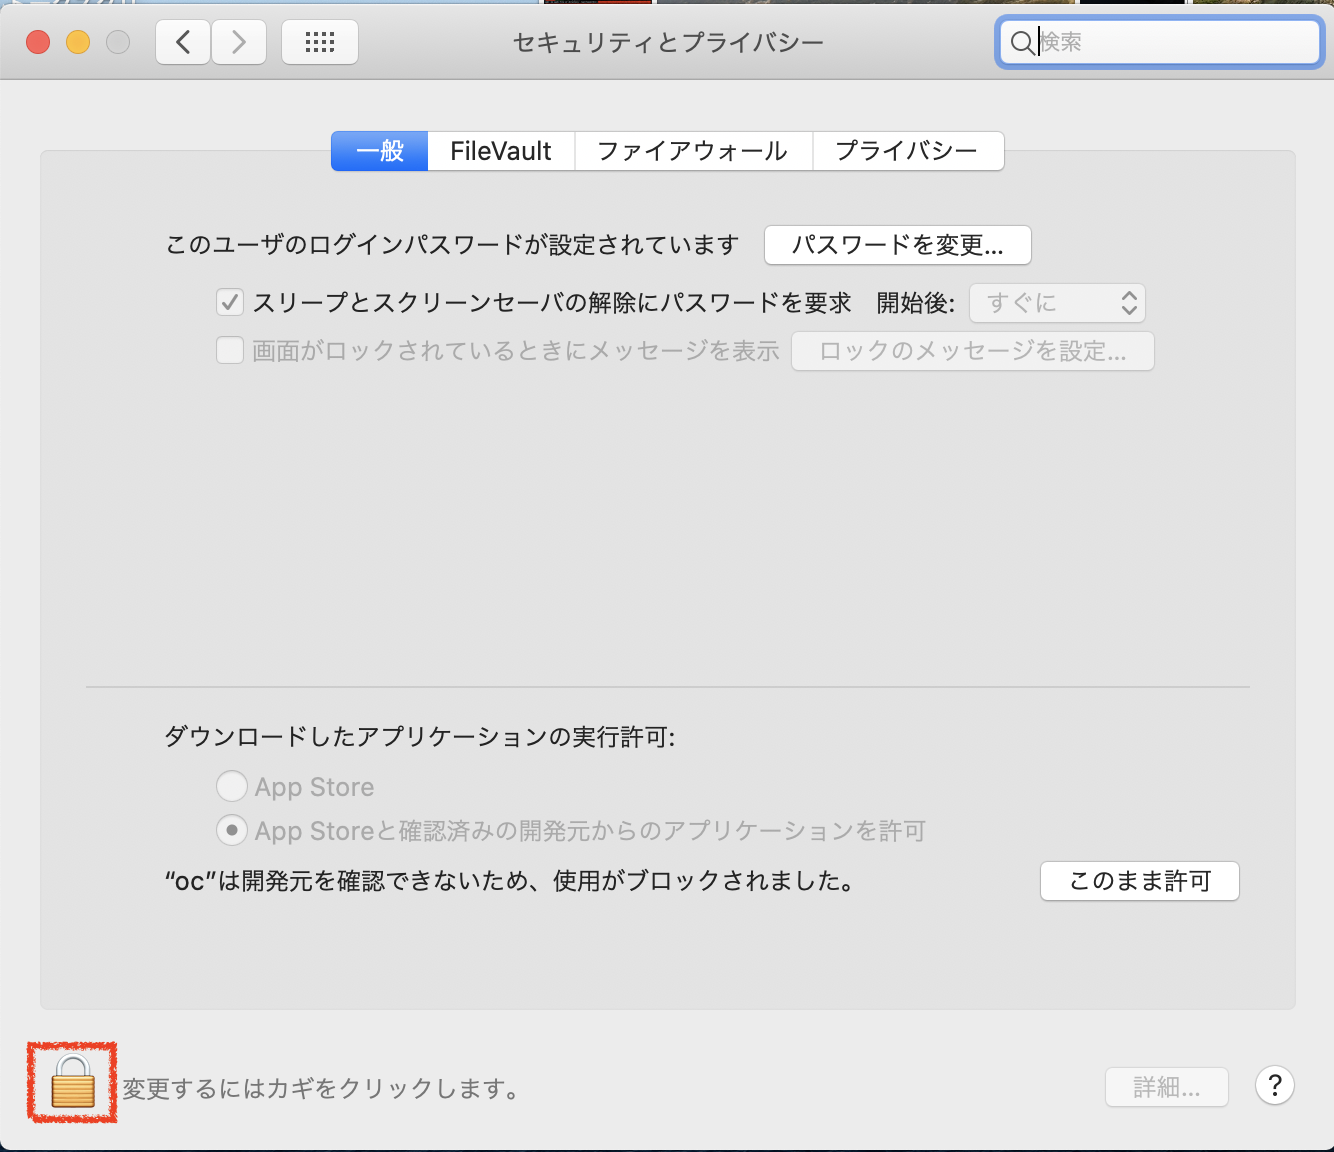 セキュリティとプライバシー
検索
一般
FileVault
ファイアウォール
プライバシー
このユーザのログインパスワードが設定されています
パスワードを変更...
スリープとスクリーンセーバの解除にパスワードを要求 開始後:
すぐに
画面がロックされているときにメッセージを表示
ロックのメッセージを設定...
ダウンロードしたアプリケーションの実行許可:
App Store
App Storeと確認済みの開発元からのアプリケーションを許可
“oc”は開発元を確認できないため、使用がブロックされました。
このまま許可
変更するにはカギをクリックします。
詳細...
?